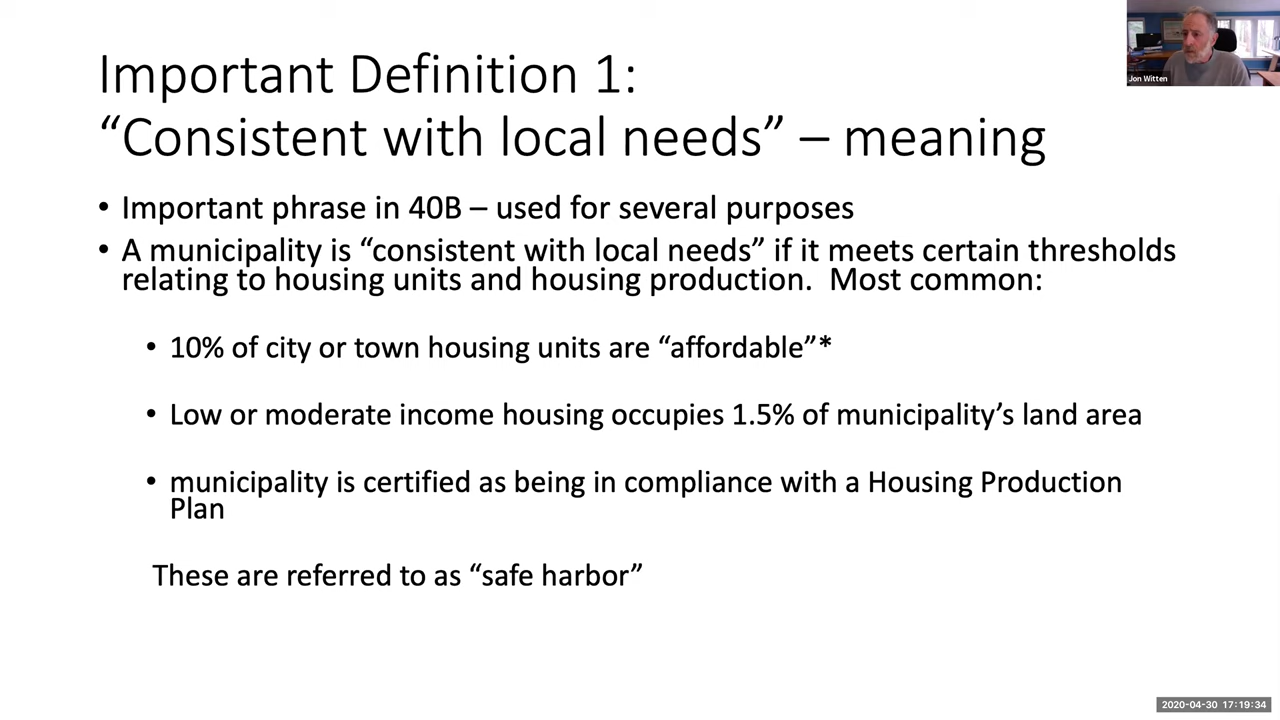 Important Definition 1:
“Consistent with local needs” – meaning
• Important phrase in 40B – used for several purposes
• A municipality is “consistent with local needs” if it meets certain thresholds
relating to housing units and housing production.  Most common:
• 10% of city or town housing units are “affordable”*
• Low or moderate income housing occupies 1.5% of municipality’s land area
• municipality is certified as being in compliance with a Housing Production
Plan
These are referred to as “safe harbor”
Jon Witten
2020-04-30 17:19:34